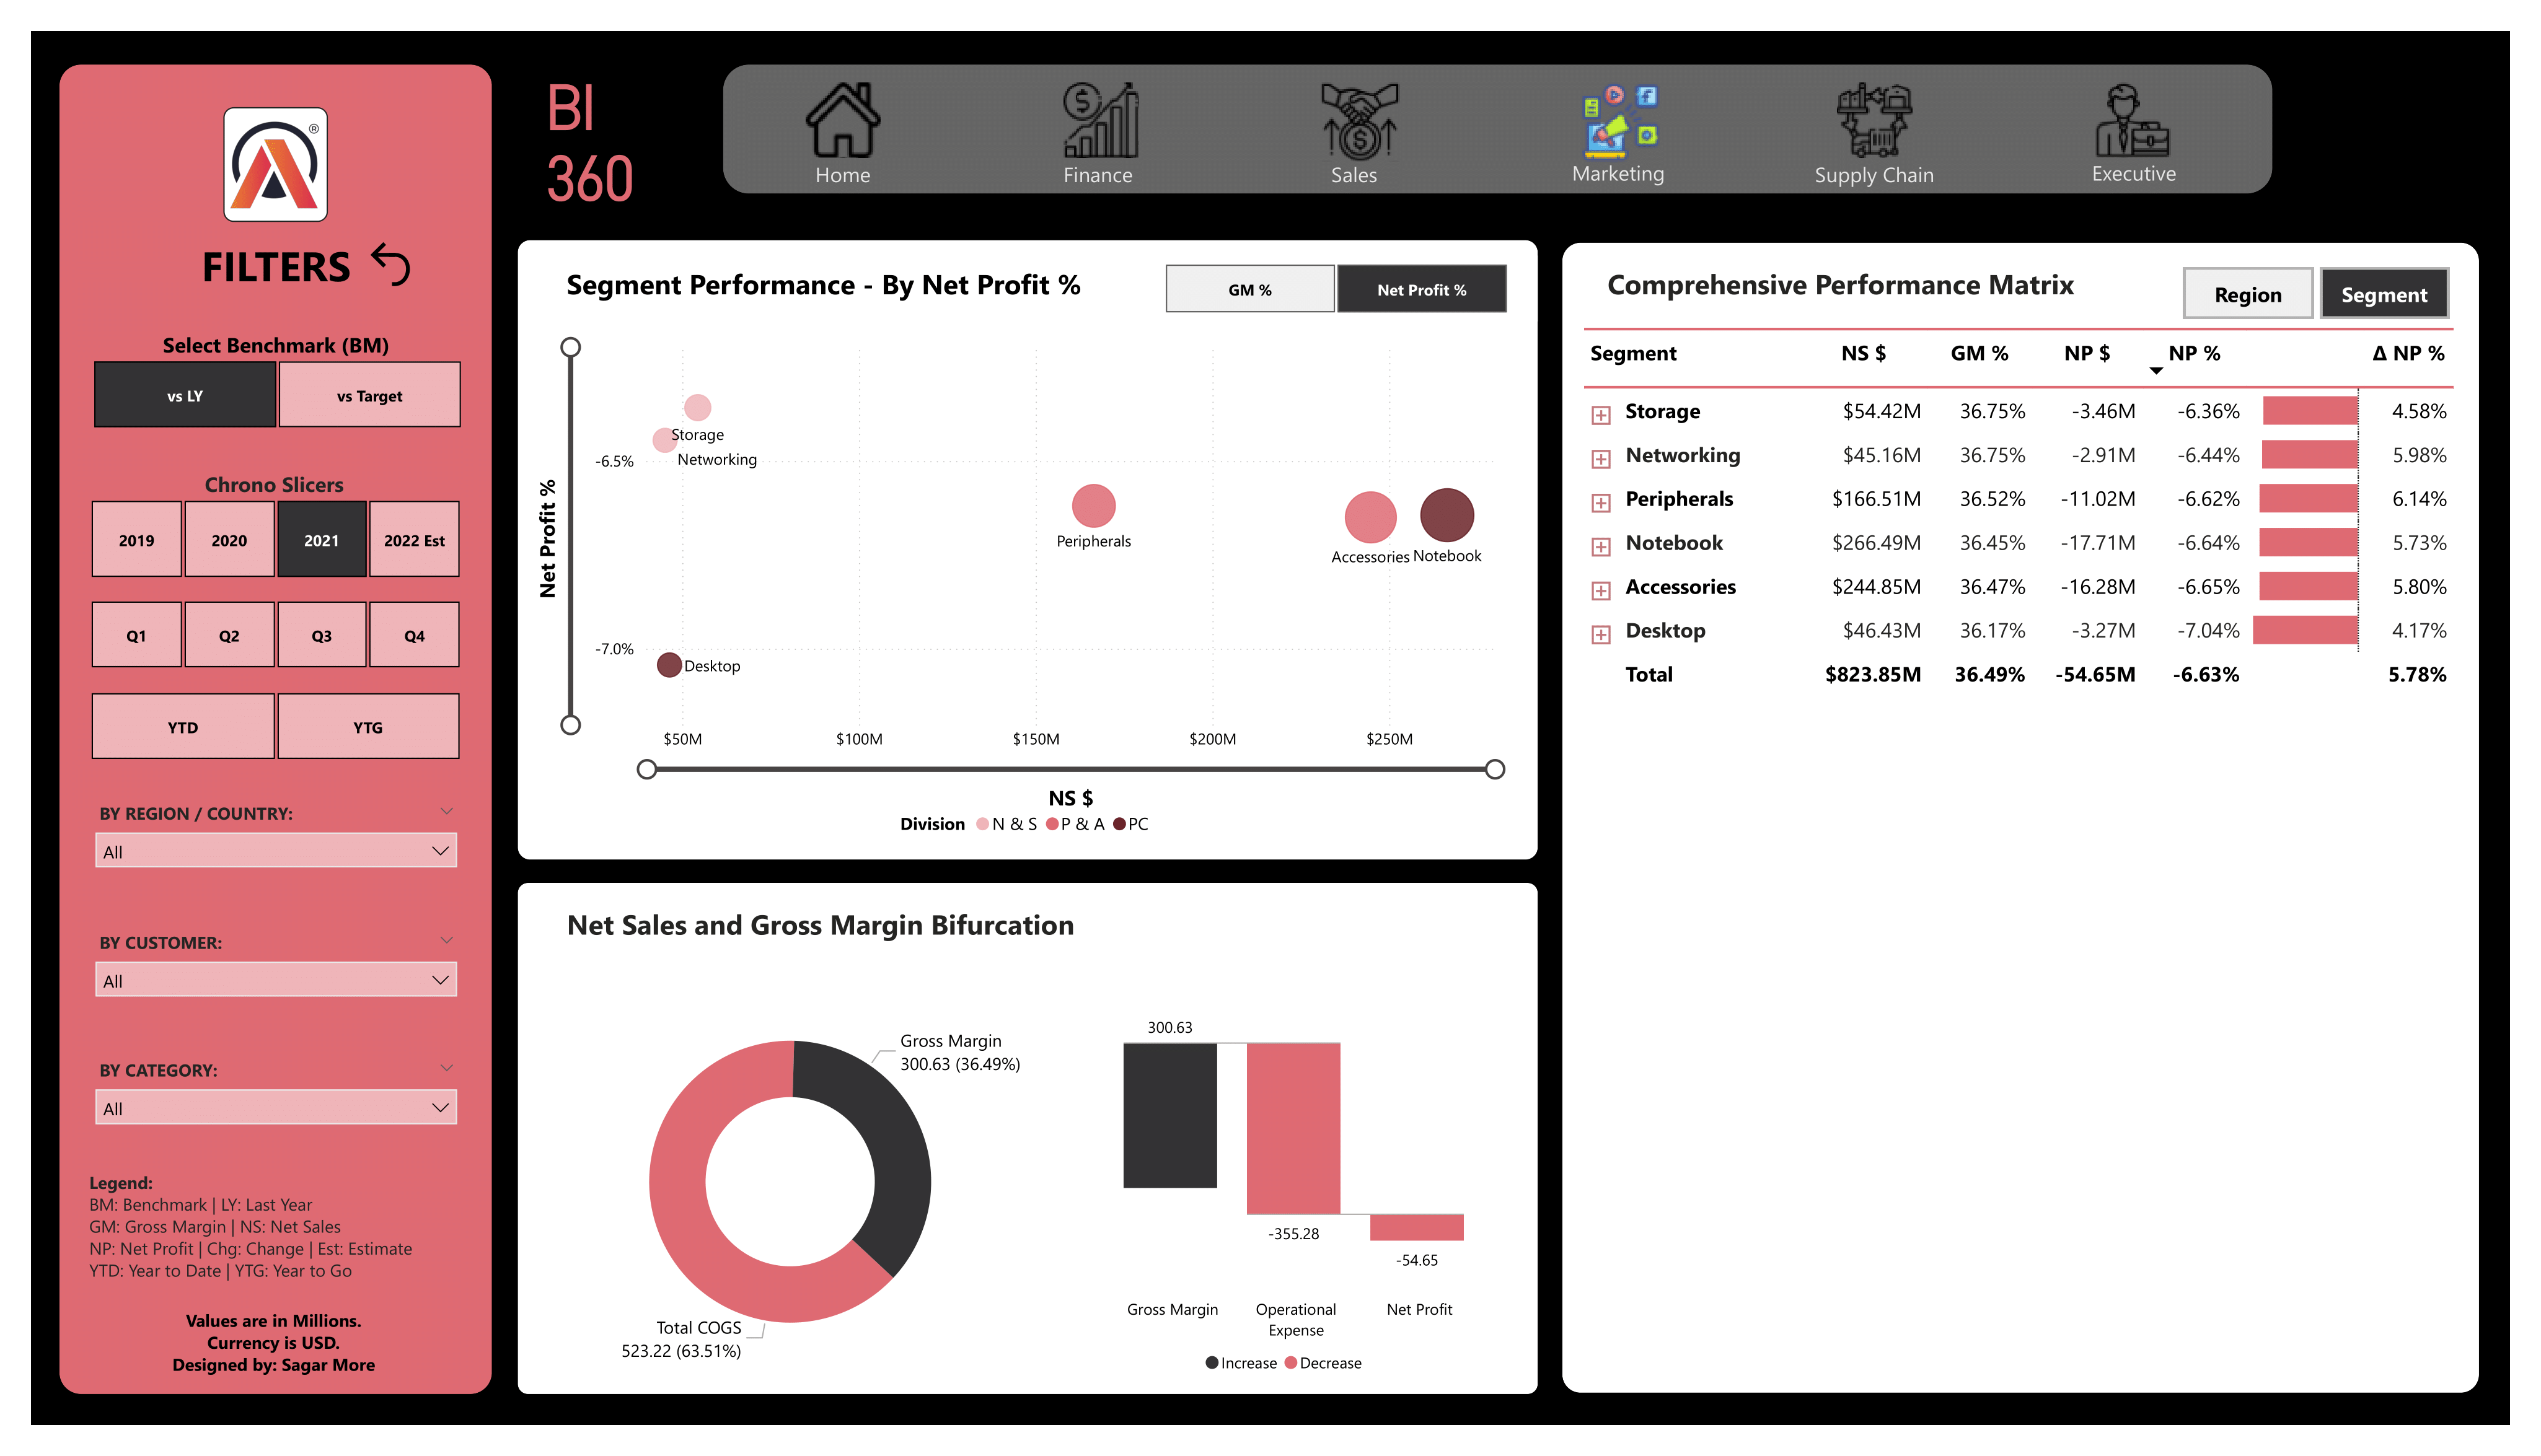 ®
FILTERS
Select Benchmark (BM)
vs LY
vs Target
Chrono Slicers
2019
2020
2021
2022 Est
Q1
Q2
Q3
Q4
YTD
YTG
BY REGION / COUNTRY:
All
BY CUSTOMER:
All
BY CATEGORY:
All
Legend:
BM: Benchmark | LY: Last Year
GM: Gross Margin | NS: Net Sales
NP: Net Profit | Chg: Change | Est: Estimate
YTD: Year to Date | YTG: Year to Go
Values are in Millions.
Currency is USD.
Designed by: Sagar More
BI
360
Home
Finance
Sales
Marketing
Supply Chain
Executive
Segment Performance - By Net Profit %
GM %
Net Profit %
Net Profit %
-6.5%
-7.0%
Storage
Networking
Peripherals
Accessories
Notebook
Desktop
$50M
$100M
$150M
$200M
$250M
NS $
Division N & S P & A PC
Net Sales and Gross Margin Bifurcation
Gross Margin
300.63 (36.49%)
Total COGS
523.22 (63.51%)
300.63
-355.28
-54.65
Gross Margin
Operational
Expense
Net Profit
Increase Decrease
Comprehensive Performance Matrix
Region
Segment
Segment NS $ GM % NP $ NP % Δ NP %
Storage $54.42M 36.75% -3.46M -6.36% 4.58%
Networking $45.16M 36.75% -2.91M -6.44% 5.98%
Peripherals $166.51M 36.52% -11.02M -6.62% 6.14%
Notebook $266.49M 36.45% -17.71M -6.64% 5.73%
Accessories $244.85M 36.47% -16.28M -6.65% 5.80%
Desktop $46.43M 36.17% -3.27M -7.04% 4.17%
Total $823.85M 36.49% -54.65M -6.63% 5.78%